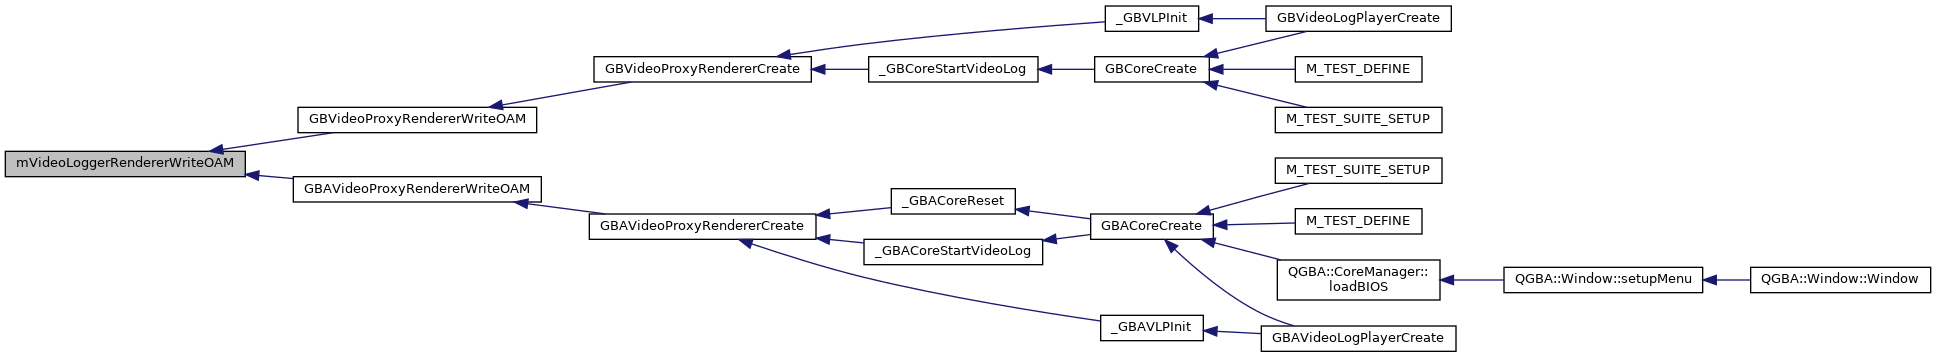 _GBVLPInit
GBVideoLogPlayerCreate
GBVideoProxyRendererCreate
_GBCoreStartVideoLog
GBCoreCreate
M_TEST_DEFINE
GBVideoProxyRendererWriteOAM
M_TEST_SUITE_SETUP
mVideoLoggerRendererWriteOAM
M_TEST_SUITE_SETUP
GBAVideoProxyRendererWriteOAM
_GBACoreReset
GBAVideoProxyRendererCreate
GBACoreCreate
M_TEST_DEFINE
_GBACoreStartVideoLog
QGBA::CoreManager::
loadBIOS
QGBA::Window::setupMenu
QGBA::Window::Window
_GBAVLPInit
GBAVideoLogPlayerCreate